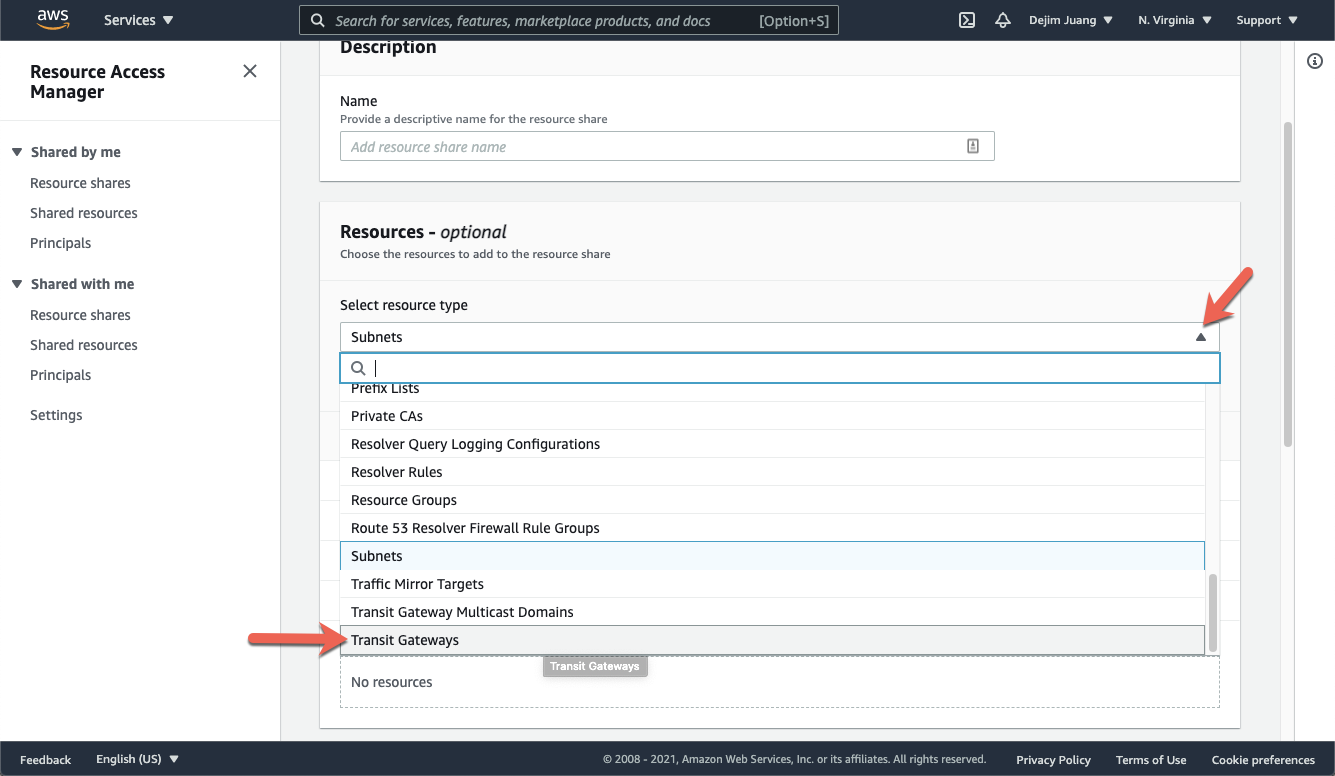 aws
Services
Search for services, features, marketplace products, and docs [Option+S]
Dejim Juang
N. Virginia
Support
Resource Access
Manager
Shared by me
Resource shares
Shared resources
Principals
Shared with me
Resource shares
Shared resources
Principals
Settings
Description
Name
Provide a descriptive name for the resource share
Add resource share name
Resources - optional
Choose the resources to add to the resource share
Select resource type
Subnets
Prefix Lists
Private CAs
Resolver Query Logging Configurations
Resolver Rules
Resource Groups
Route 53 Resolver Firewall Rule Groups
Subnets
Traffic Mirror Targets
Transit Gateway Multicast Domains
Transit Gateways
Transit Gateways
No resources
Feedback
English (US)
© 2008 - 2021, Amazon Web Services, Inc. or its affiliates. All rights reserved.
Privacy Policy
Terms of Use
Cookie preferences